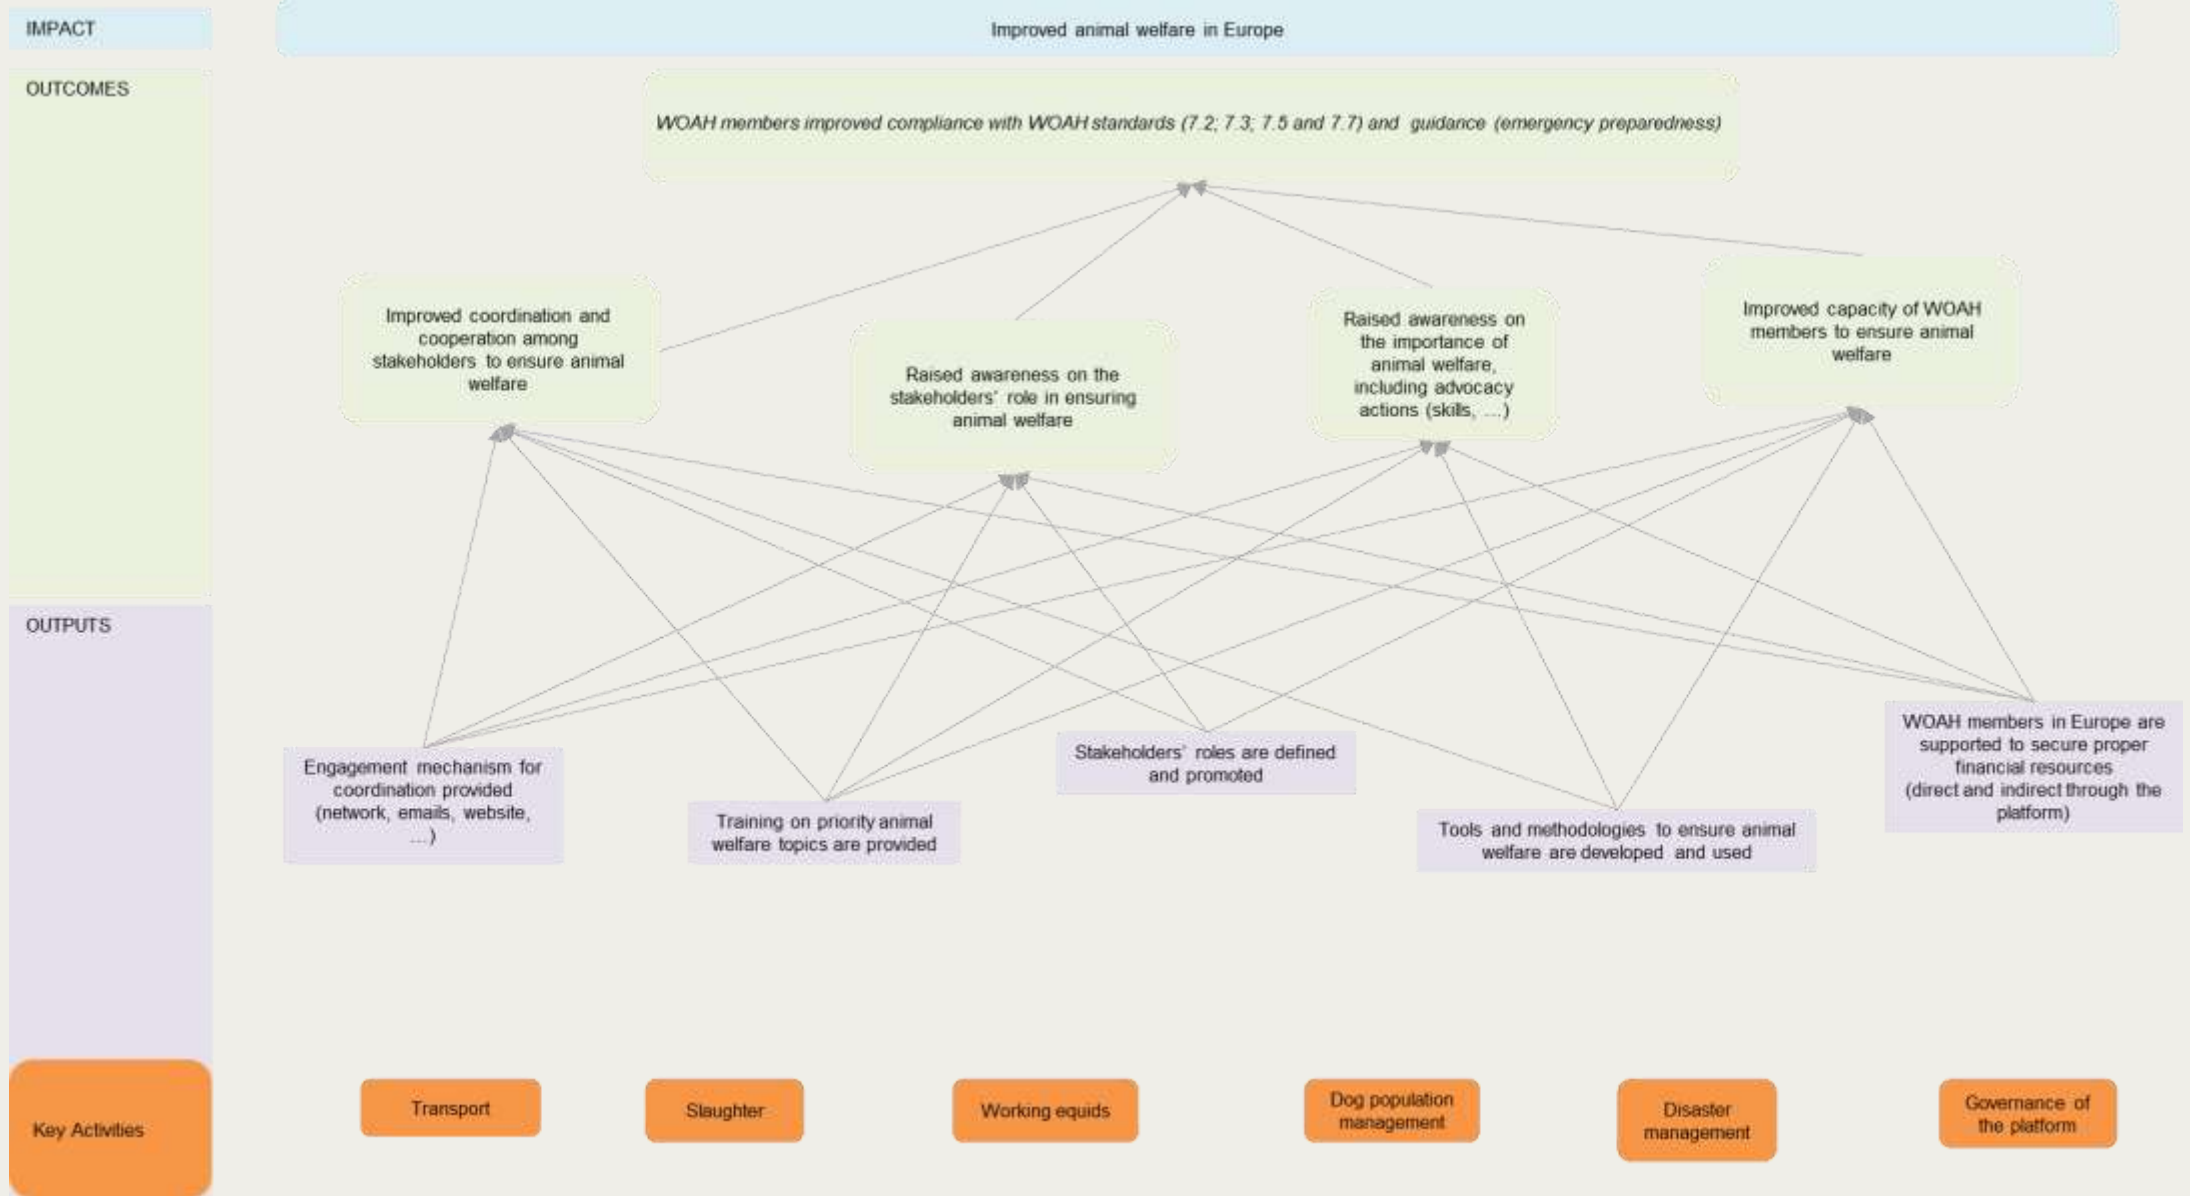 IMPACT
Improved animal welfare in Europe
OUTCOMES
WOAH members improved compliance with WOAH standards (7.2; 7.3; 7.5 and 7.7) and guidance (emergency preparedness)
Improved coordination and
cooperation among
stakeholders to ensure animal
welfare
Raised awareness on the
stakeholders' role in ensuring
animal welfare
Raised awareness on
the importance of
animal welfare,
including advocacy
actions (skills, ...)
Improved capacity of WOAH
members to ensure animal
welfare
OUTPUTS
Engagement mechanism for
coordination provided
(network, emails, website,
...)
Training on priority animal
welfare topics are provided
Stakeholders' roles are defined
and promoted
Tools and methodologies to ensure animal
welfare are developed and used
WOAH members in Europe are
supported to secure proper
financial resources
(direct and indirect through the
platform)
Key Activities
Transport
Slaughter
Working equids
Dog population
management
Disaster
management
Governance of
the platform